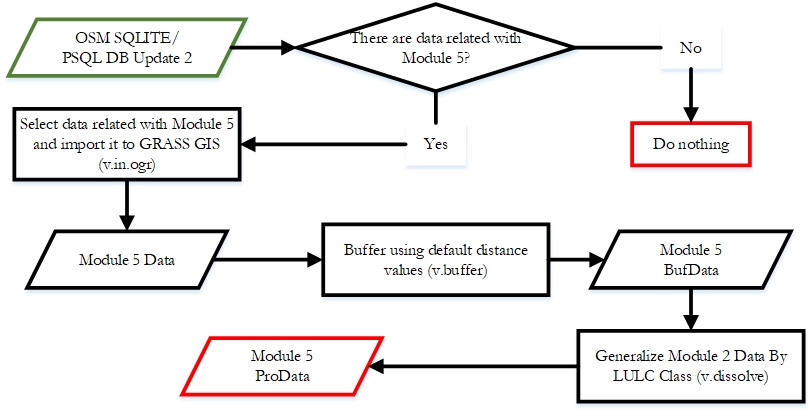 OSM SQLITE/
PSQL DB Update 2
There are data related with
Module 5?
No
Select data related with Module 5
and import it to GRASS GIS
(v.in.ogr)
Yes
Do nothing
Module 5 Data
Buffer using default distance
values (v.buffer)
Module 5
BufData
Module 5
ProData
Generalize Module 2 Data By
LULC Class (v.dissolve)